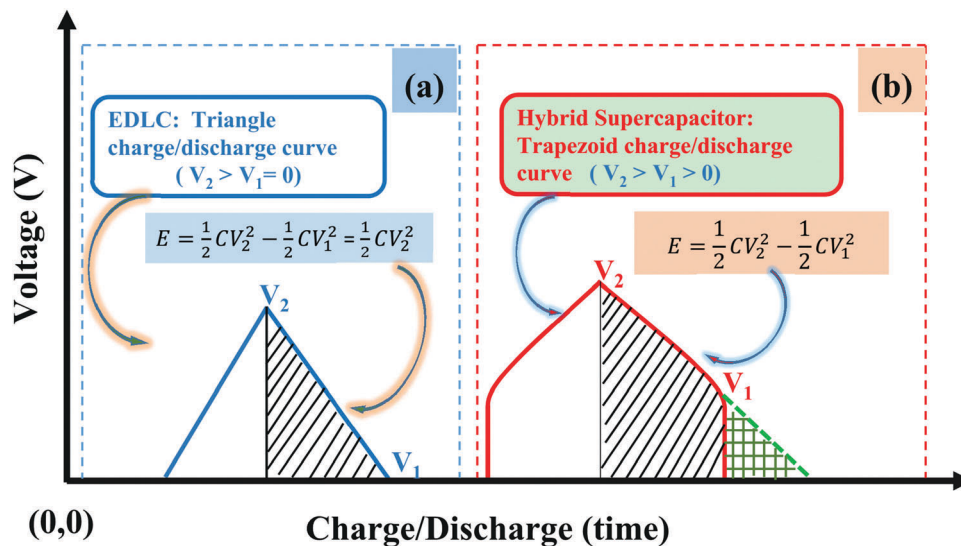 Voltage (V)
(a)
EDLC: Triangle
charge/discharge curve
( V₂ > V₁= 0)
E = ½CV₂² − ½CV₁² = ½CV₂²
V₂
V₁
(b)
Hybrid Supercapacitor:
Trapezoid charge/discharge
curve ( V₂ > V₁ > 0)
E = ½CV₂² − ½CV₁²
V₂
V₁
(0,0)
Charge/Discharge (time)